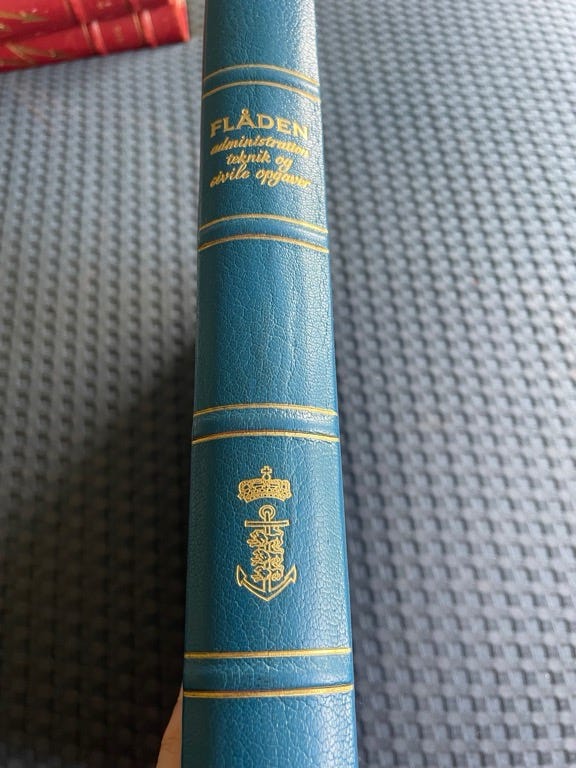 FLÅDEN
administration
teknik og
civile opgaver